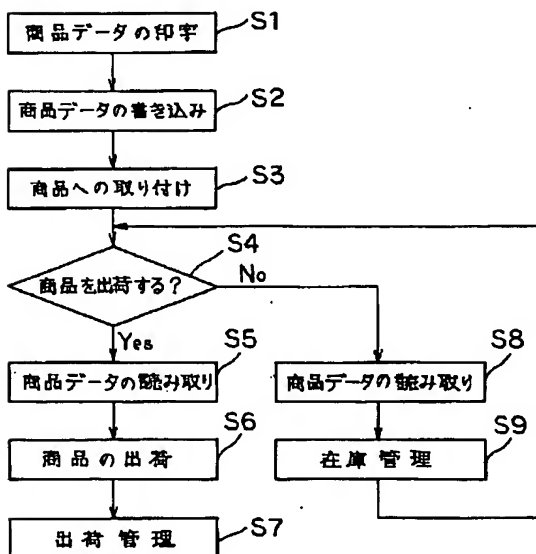 商品データの印字 S1
商品データの書き込み S2
商品への取り付け S3
S4
商品を出荷する? No
Yes
商品データの読み取り S5
商品データの読み取り S8
商品の出荷 S6
在庫管理 S9
出荷管理 S7